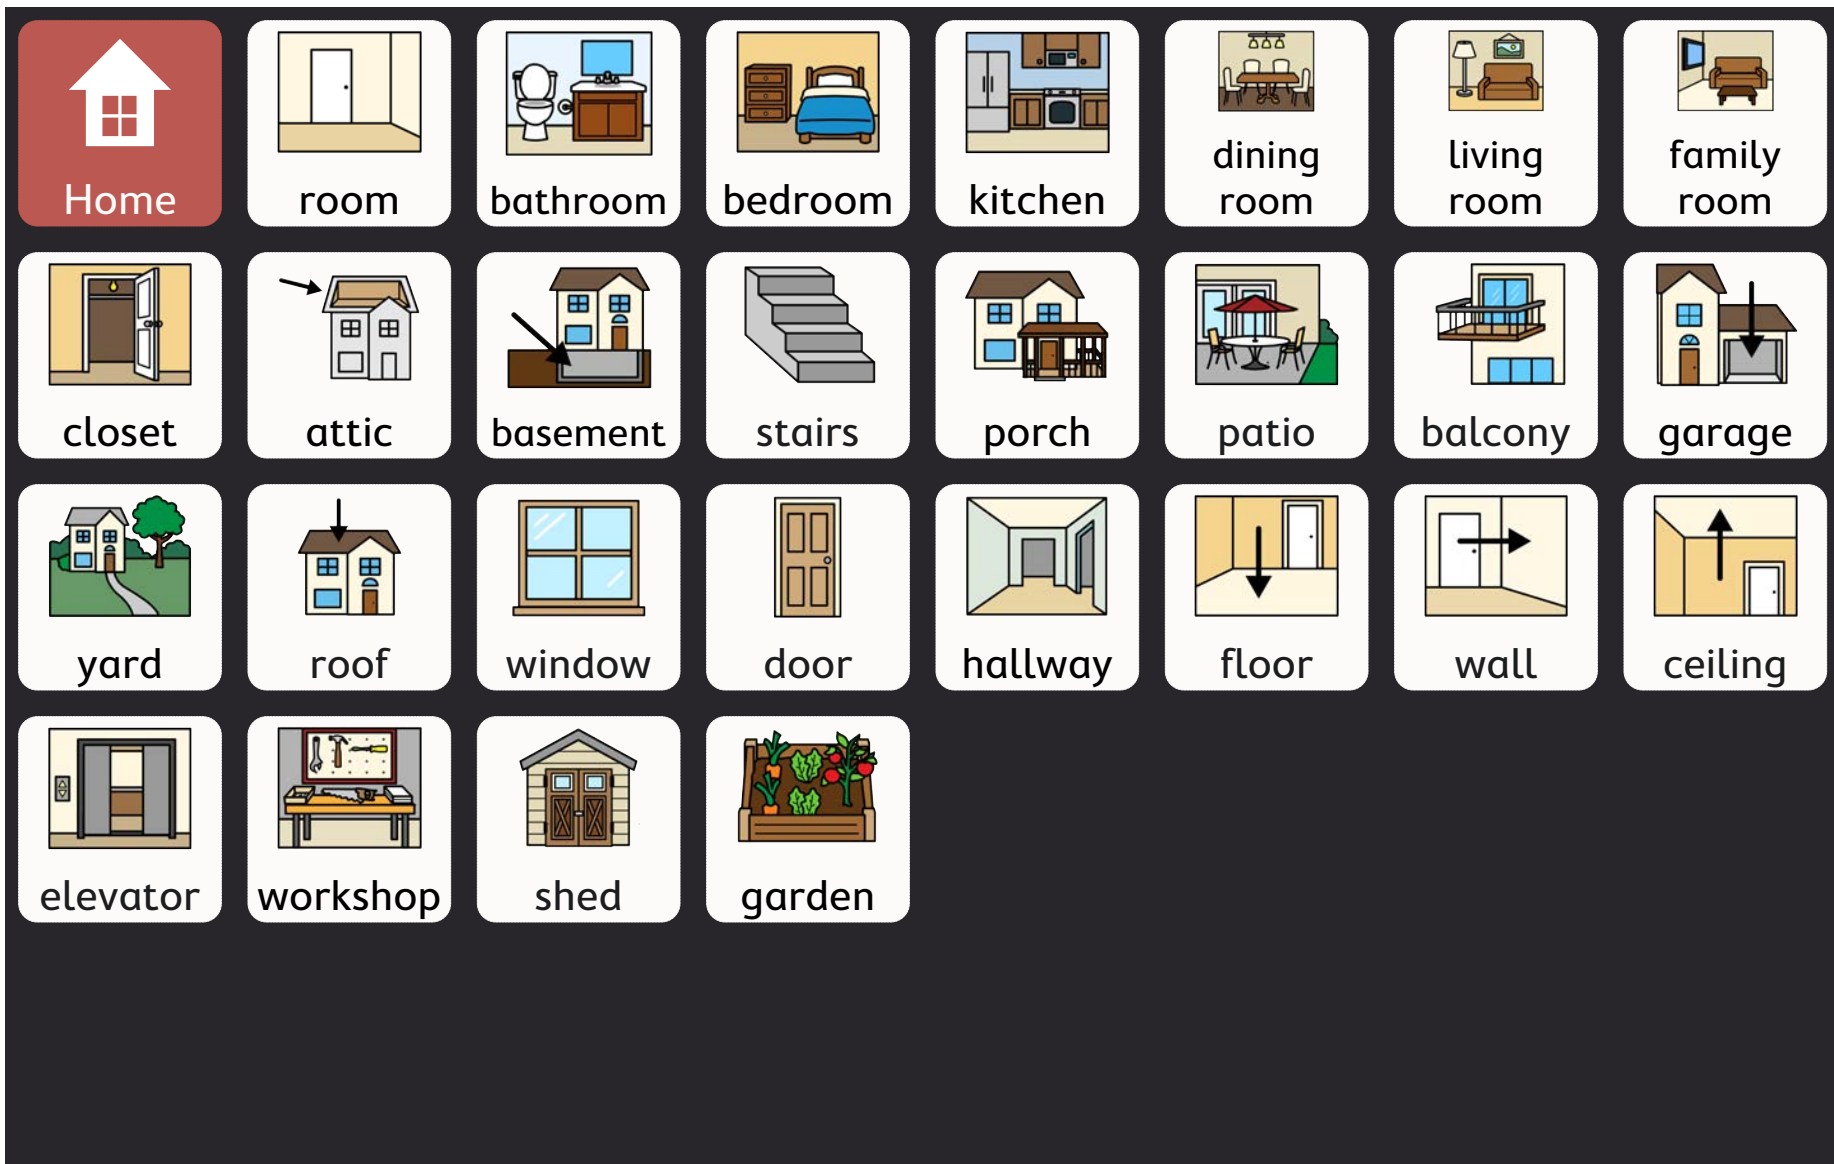 Home
room
bathroom
bedroom
kitchen
dining
room
living
room
family
room
closet
attic
basement
stairs
porch
patio
balcony
garage
yard
roof
window
door
hallway
floor
wall
ceiling
elevator
workshop
shed
garden